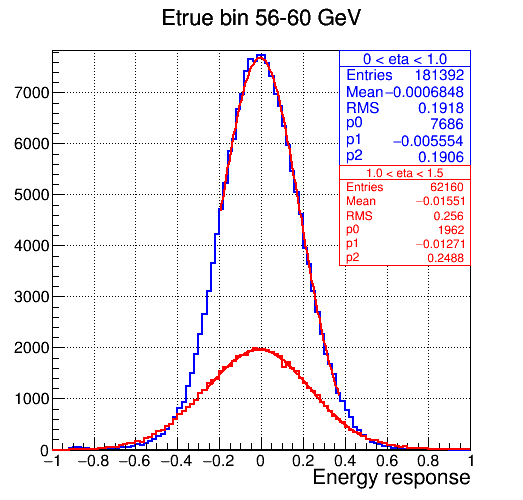 Etrue bin 56-60 GeV
0 < eta < 1.0
Entries 181392
Mean −0.0006848
RMS 0.1918
p0 7686
p1 −0.005554
p2 0.1906
1.0 < eta < 1.5
Entries 62160
Mean −0.01551
RMS 0.256
p0 1962
p1 −0.01271
p2 0.2488
7000
6000
5000
4000
3000
2000
1000
0
−1 −0.8 −0.6 −0.4 −0.2 0 0.2 0.4 0.6 0.8 1
Energy response